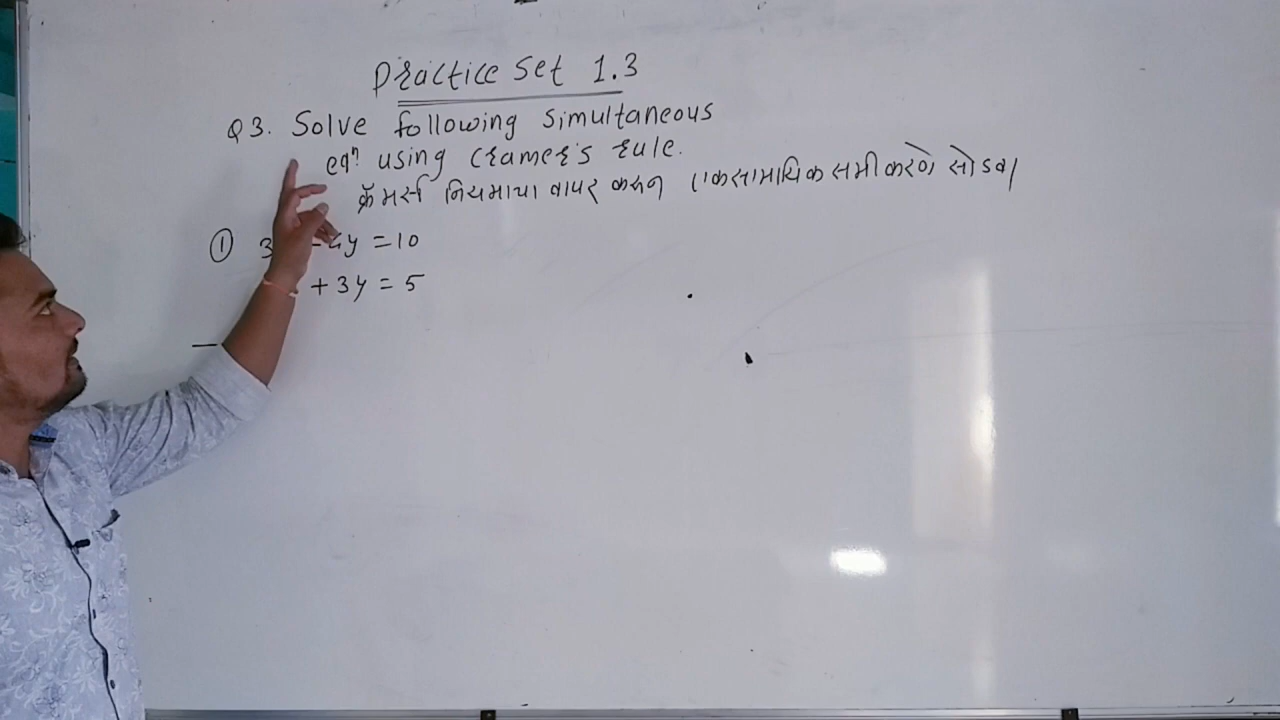 Practice Set 1.3
Q3. Solve following simultaneous
eqⁿ using Cramer's rule.
क्रेमर्स नियमाचा वापर करून एकसामायिक समीकरणे सोडवा
① 3 -4y = 10
+ 3y = 5